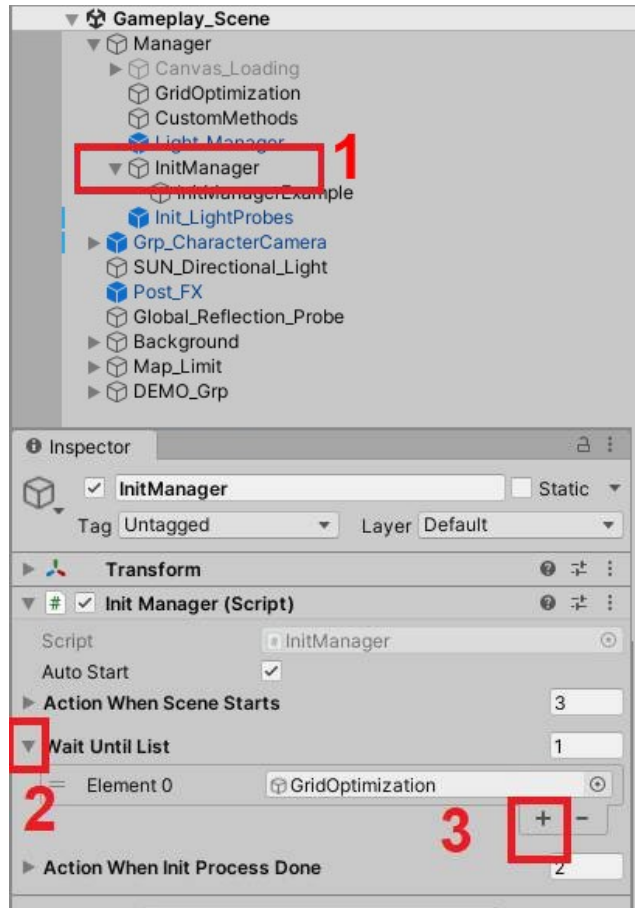 Gameplay_Scene
Manager
Canvas_Loading
GridOptimization
CustomMethods
Light_Manager
1
InitManager
InitManagerExample
Init_LightProbes
Grp_CharacterCamera
SUN_Directional_Light
Post_FX
Global_Reflection_Probe
Background
Map_Limit
DEMO_Grp
Inspector
InitManager Static
Tag Untagged Layer Default
Transform
# Init Manager (Script)
Script # InitManager
Auto Start
Action When Scene Starts 3
Wait Until List 1
Element 0 GridOptimization
2 3 + -
Action When Init Process Done 2